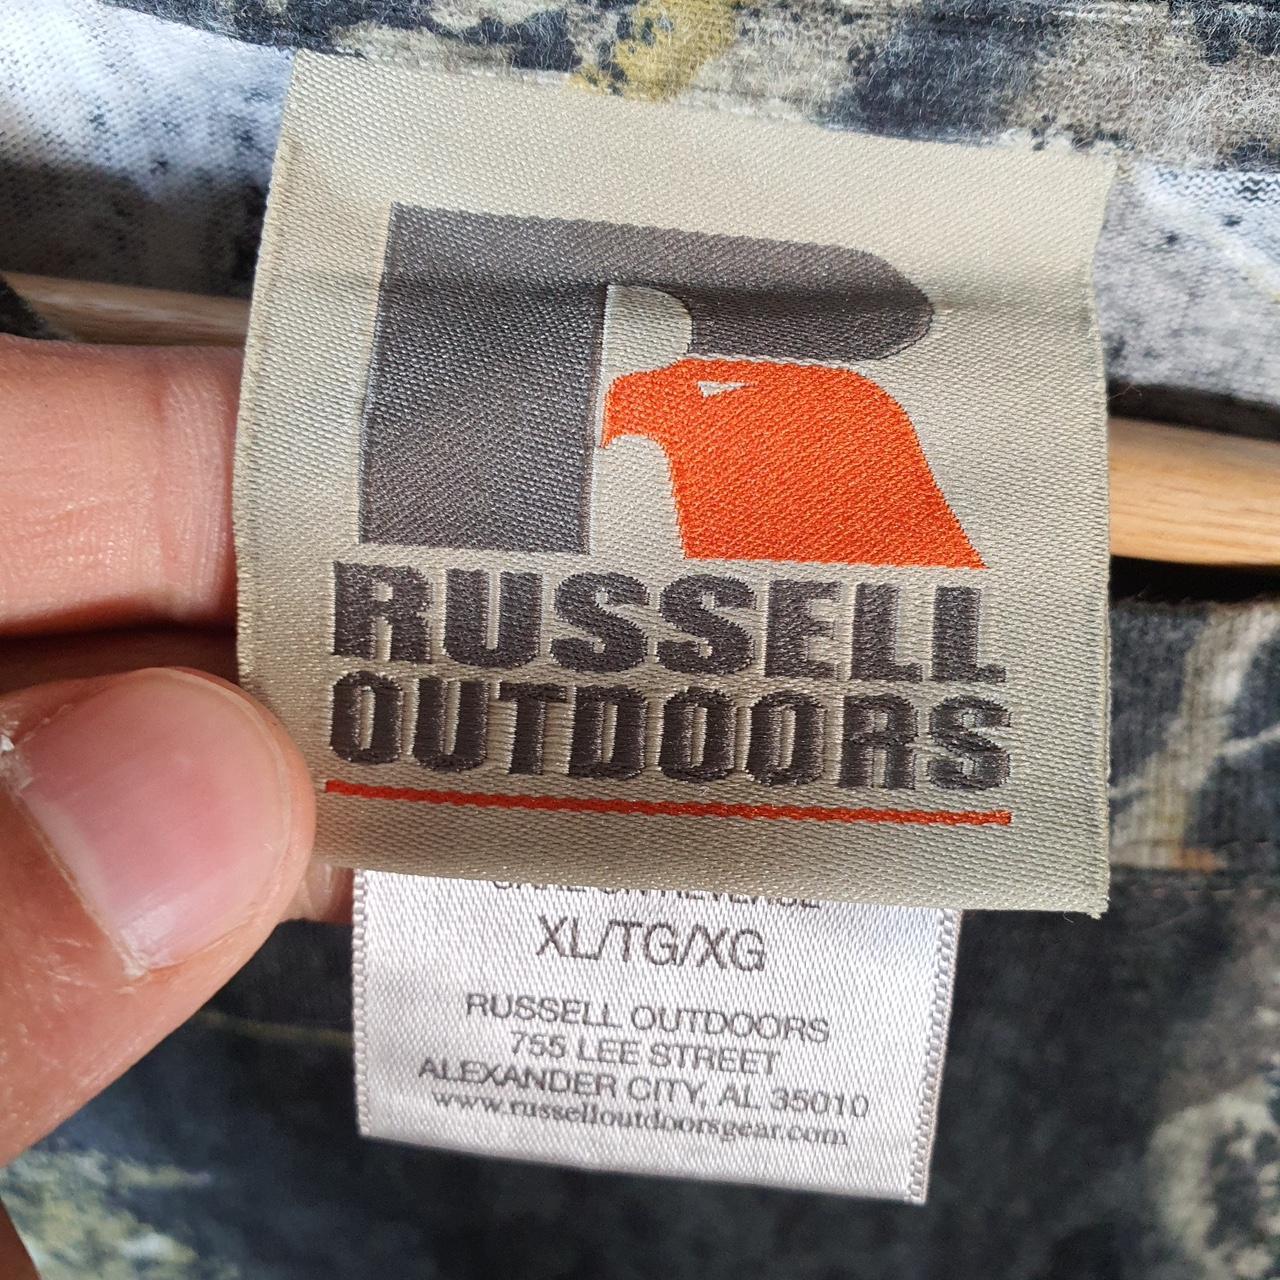 RUSSELL
OUTDOORS
XL/TG/XG
RUSSELL OUTDOORS
755 LEE STREET
ALEXANDER CITY, AL 35010
www.russelloutdoorsgear.com